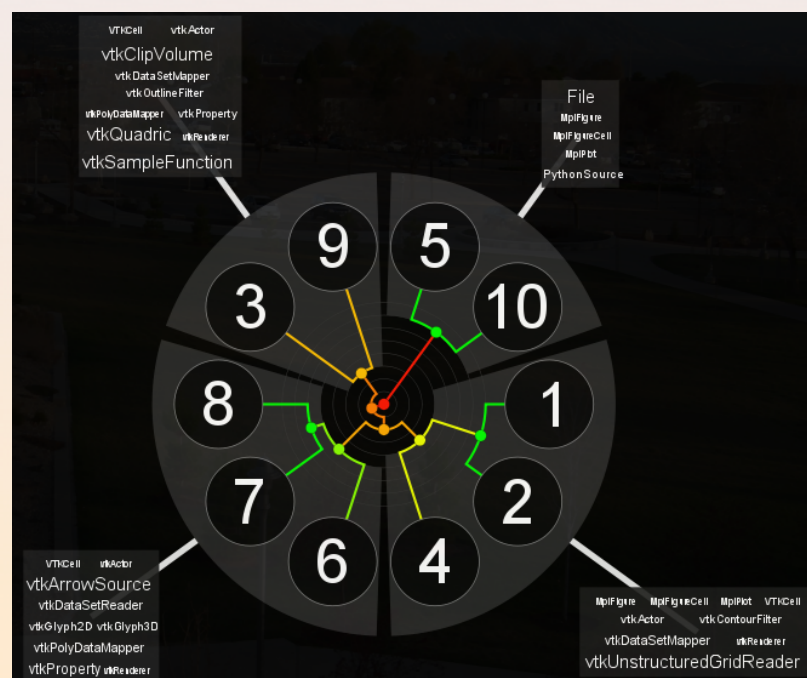 VTKCell vtkActor
vtkClipVolume
vtkDataSetMapper
vtkOutlineFilter
vtkPolyDataMapper vtkProperty
vtkQuadric vtkRenderer
vtkSampleFunction
File
MplFigure
MplFigureCell
MplPlot
PythonSource
9 5
3 10
8 1
7 2
6 4
VTKCell vtkActor
vtkArrowSource
vtkDataSetReader
vtkGlyph2D vtkGlyph3D
vtkPolyDataMapper
vtkProperty vtkRenderer
MplFigure MplFigureCell MplPlot VTKCell
vtkActor vtkContourFilter
vtkDataSetMapper vtkRenderer
vtkUnstructuredGridReader